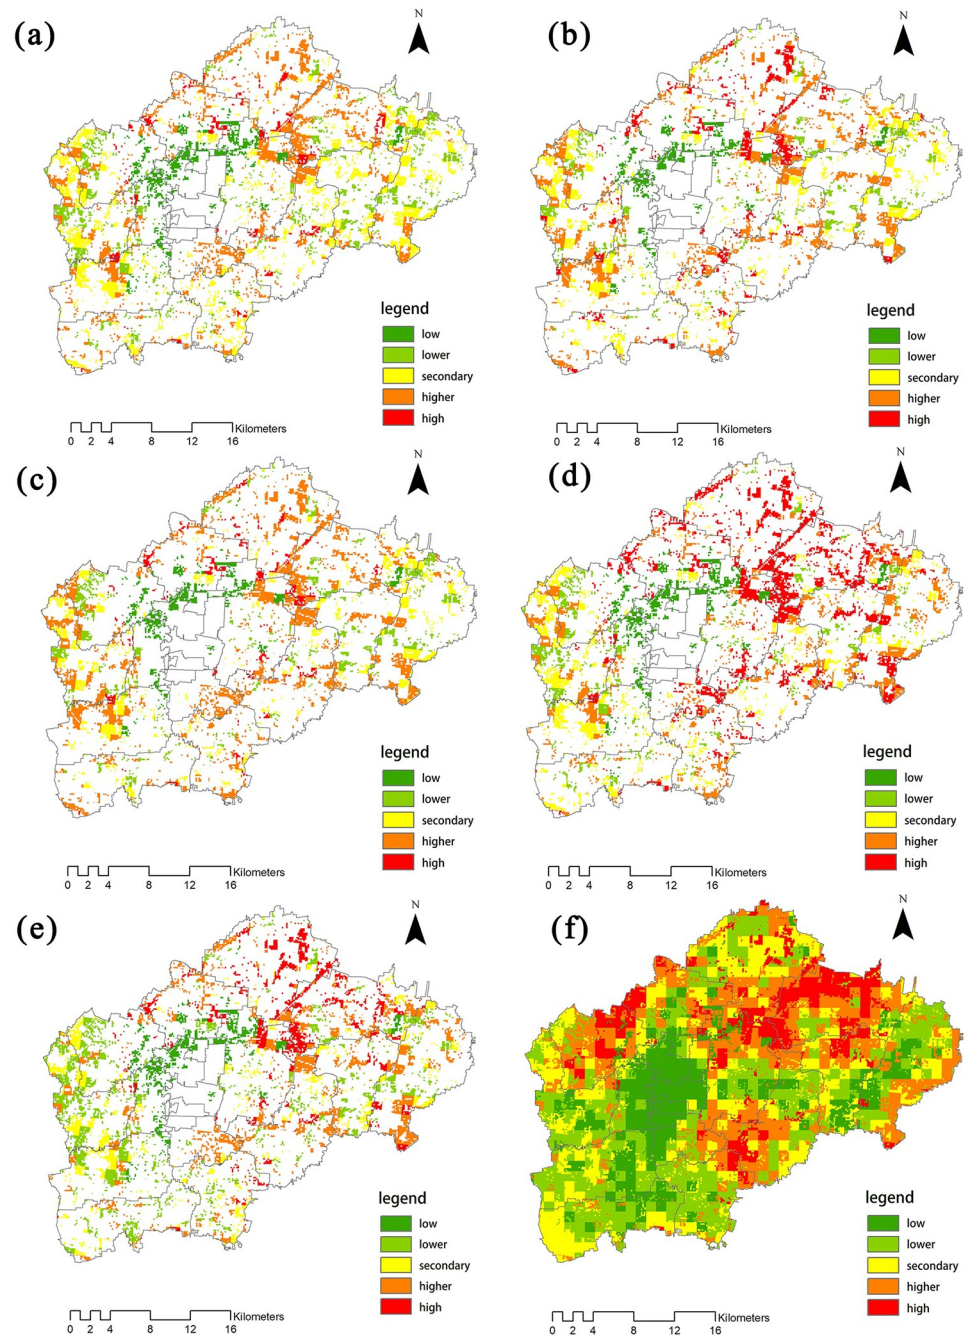 (a)
N
legend
low
lower
secondary
higher
high
Kilometers
0 2 4 8 12 16
(b)
N
legend
low
lower
secondary
higher
high
Kilometers
0 2 4 8 12 16
(c)
N
legend
low
lower
secondary
higher
high
Kilometers
0 2 4 8 12 16
(d)
N
legend
low
lower
secondary
higher
high
Kilometers
0 2 4 8 12 16
(e)
N
legend
low
lower
secondary
higher
high
Kilometers
0 2 4 8 12 16
(f)
N
legend
low
lower
secondary
higher
high
Kilometers
0 2 4 8 12 16